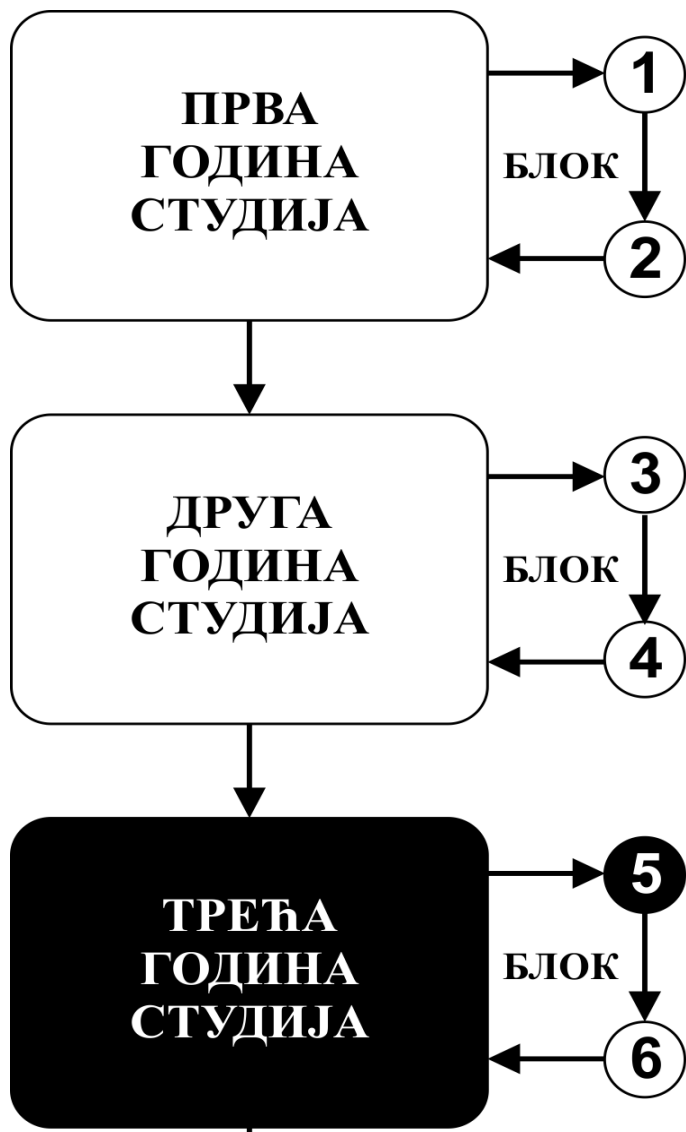 ПРВА
ГОДИНА
СТУДИЈА
1
БЛОК
2
ДРУГА
ГОДИНА
СТУДИЈА
3
БЛОК
4
ТРЕЋА
ГОДИНА
СТУДИЈА
5
БЛОК
6